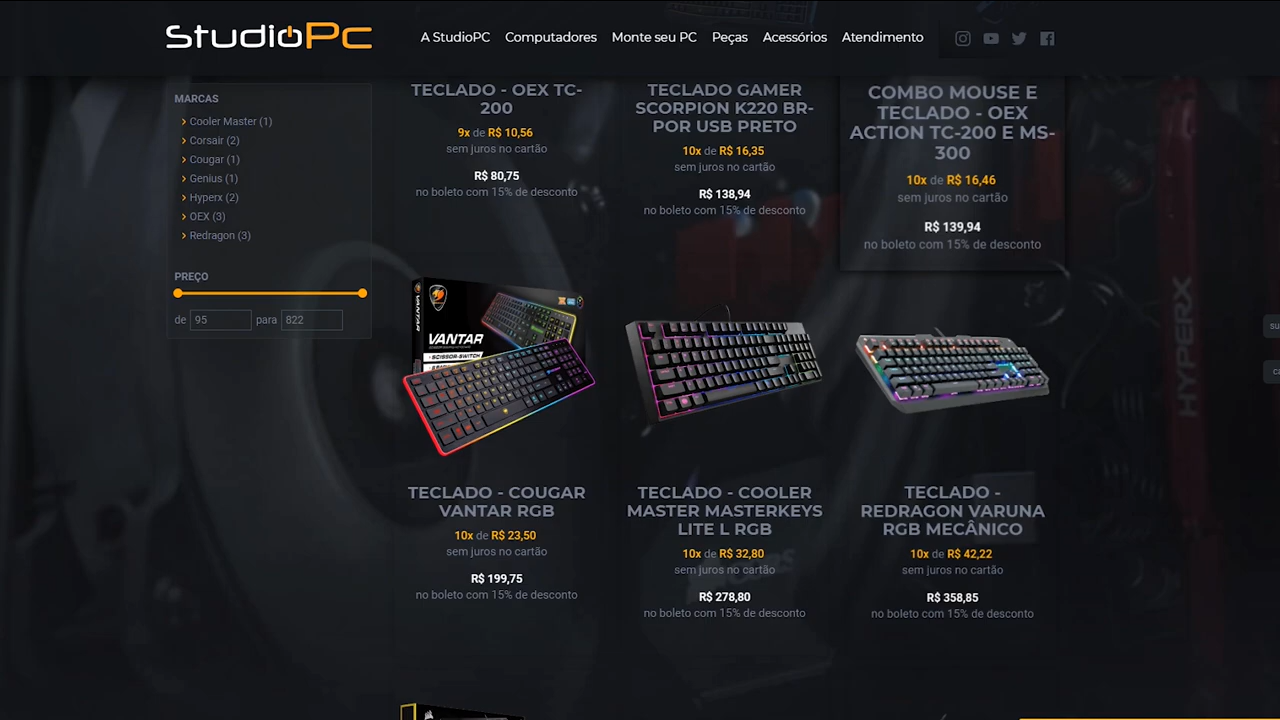 StudioPC
A StudioPC
Computadores
Monte seu PC
Peças
Acessórios
Atendimento
MARCAS
Cooler Master (1)
Corsair (2)
Cougar (1)
Genius (1)
Hyperx (2)
OEX (3)
Redragon (3)
PREÇO
de 95 para 822
TECLADO - OEX TC-
200
9x de R$ 10,56
sem juros no cartão
R$ 80,75
no boleto com 15% de desconto
TECLADO GAMER
SCORPION K220 BR-
POR USB PRETO
10x de R$ 16,35
sem juros no cartão
R$ 138,94
no boleto com 15% de desconto
COMBO MOUSE E
TECLADO - OEX
ACTION TC-200 E MS-
300
10x de R$ 16,46
sem juros no cartão
R$ 139,94
no boleto com 15% de desconto
VANTAR
SCISSOR-SWITCH
TECLADO - COUGAR
VANTAR RGB
10x de R$ 23,50
sem juros no cartão
R$ 199,75
no boleto com 15% de desconto
TECLADO - COOLER
MASTER MASTERKEYS
LITE L RGB
10x de R$ 32,80
sem juros no cartão
R$ 278,80
no boleto com 15% de desconto
TECLADO -
REDRAGON VARUNA
RGB MECÂNICO
10x de R$ 42,22
sem juros no cartão
R$ 358,85
no boleto com 15% de desconto
HYPERX
su
ca